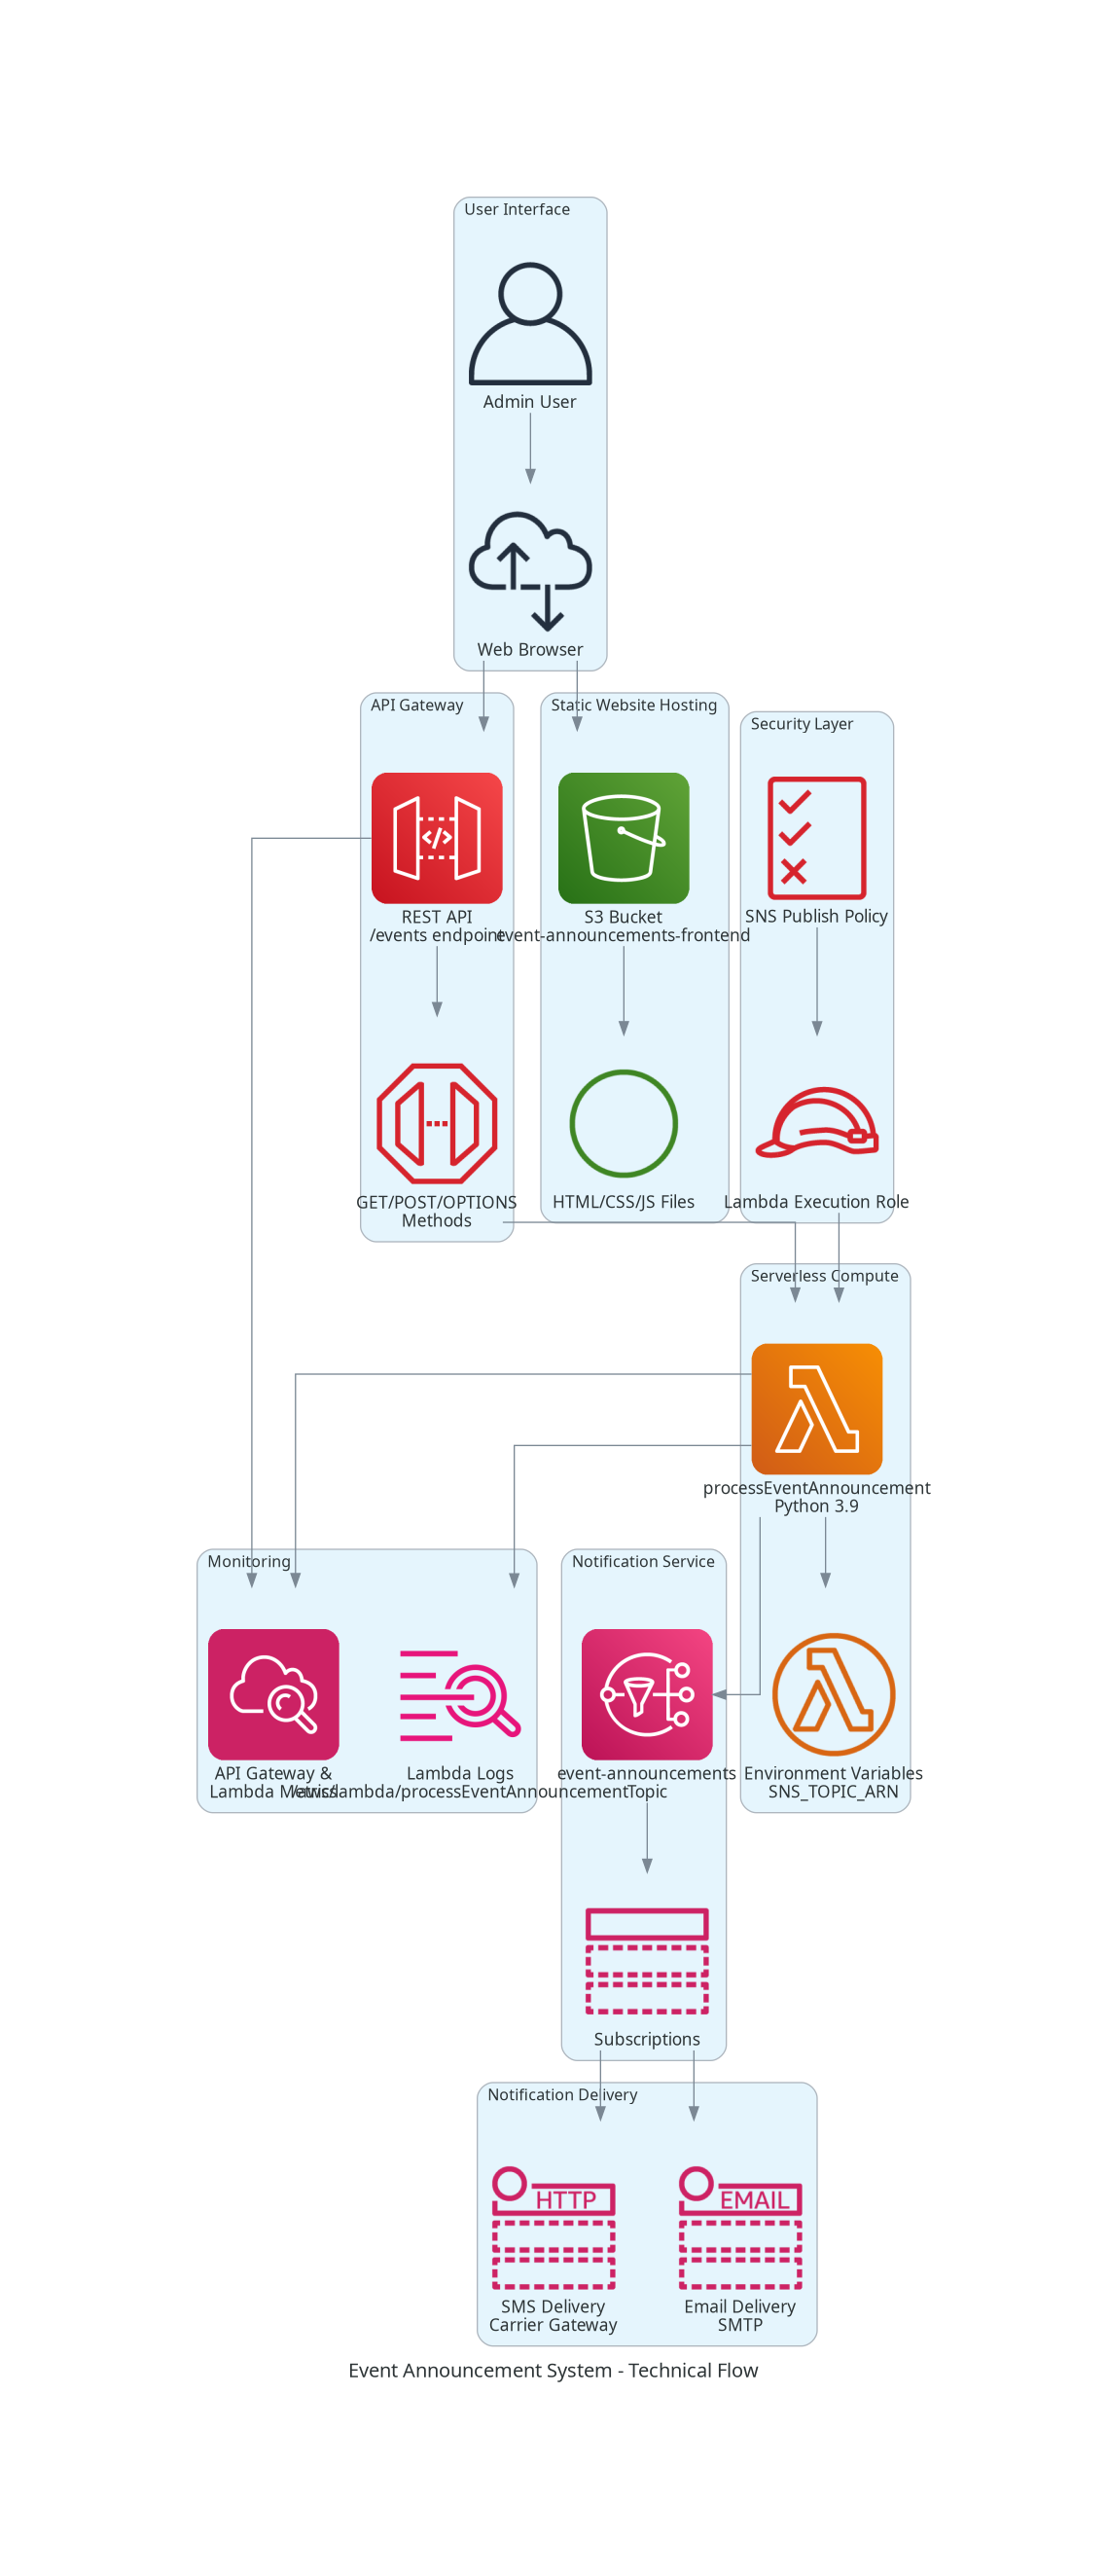 User Interface
Admin User
Web Browser
API Gateway
REST API
/events endpoint
GET/POST/OPTIONS
Methods
Static Website Hosting
S3 Bucket
event-announcements-frontend
HTML/CSS/JS Files
Security Layer
SNS Publish Policy
Lambda Execution Role
Serverless Compute
processEventAnnouncement
Python 3.9
Environment Variables
SNS_TOPIC_ARN
Monitoring
API Gateway &
Lambda Metrics
Lambda Logs
/aws/lambda/processEventAnnouncement
Notification Service
event-announcements
Topic
Subscriptions
Notification Delivery
HTTP
SMS Delivery
Carrier Gateway
EMAIL
Email Delivery
SMTP
Event Announcement System - Technical Flow